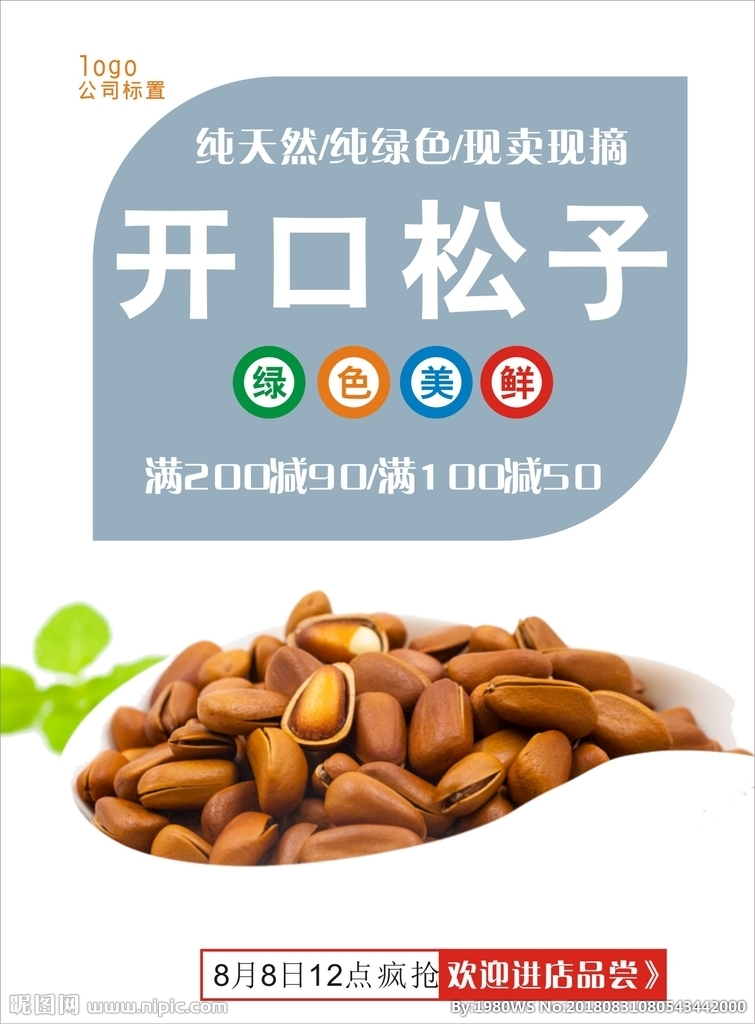 logo
公司标置
纯天然/纯绿色/现卖现摘
开口松子
绿 色 美 鲜
满200减90/满100减50
8月8日12点疯抢 欢迎进店品尝》
昵图网 www.nipic.com
By:1980WS No:20180831080543442000